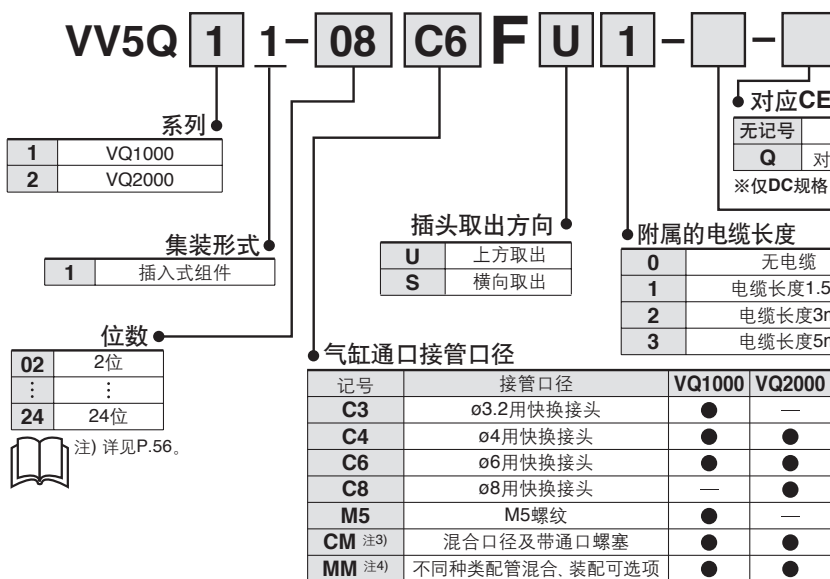 VV5Q 1 1 - 08 C6 F U 1 - -
系列
1 VQ1000
2 VQ2000
集装形式
1 插入式组件
位数
02 2位
⋮ ⋮
24 24位
注) 详见P.56。
插头取出方向
U 上方取出
S 横向取出
对应CE
无记号
Q 对
※仅DC规格
附属的电缆长度
0 无电缆
1 电缆长度1.5
2 电缆长度3m
3 电缆长度5m
气缸通口接管口径
记号 接管口径 VQ1000 VQ2000
C3 ø3.2用快换接头 ● —
C4 ø4用快换接头 ● ●
C6 ø6用快换接头 ● ●
C8 ø8用快换接头 — ●
M5 M5螺纹 ● —
CM 注3) 混合口径及带通口螺塞 ● ●
MM 注4) 不同种类配管混合, 装配可选项 ● ●